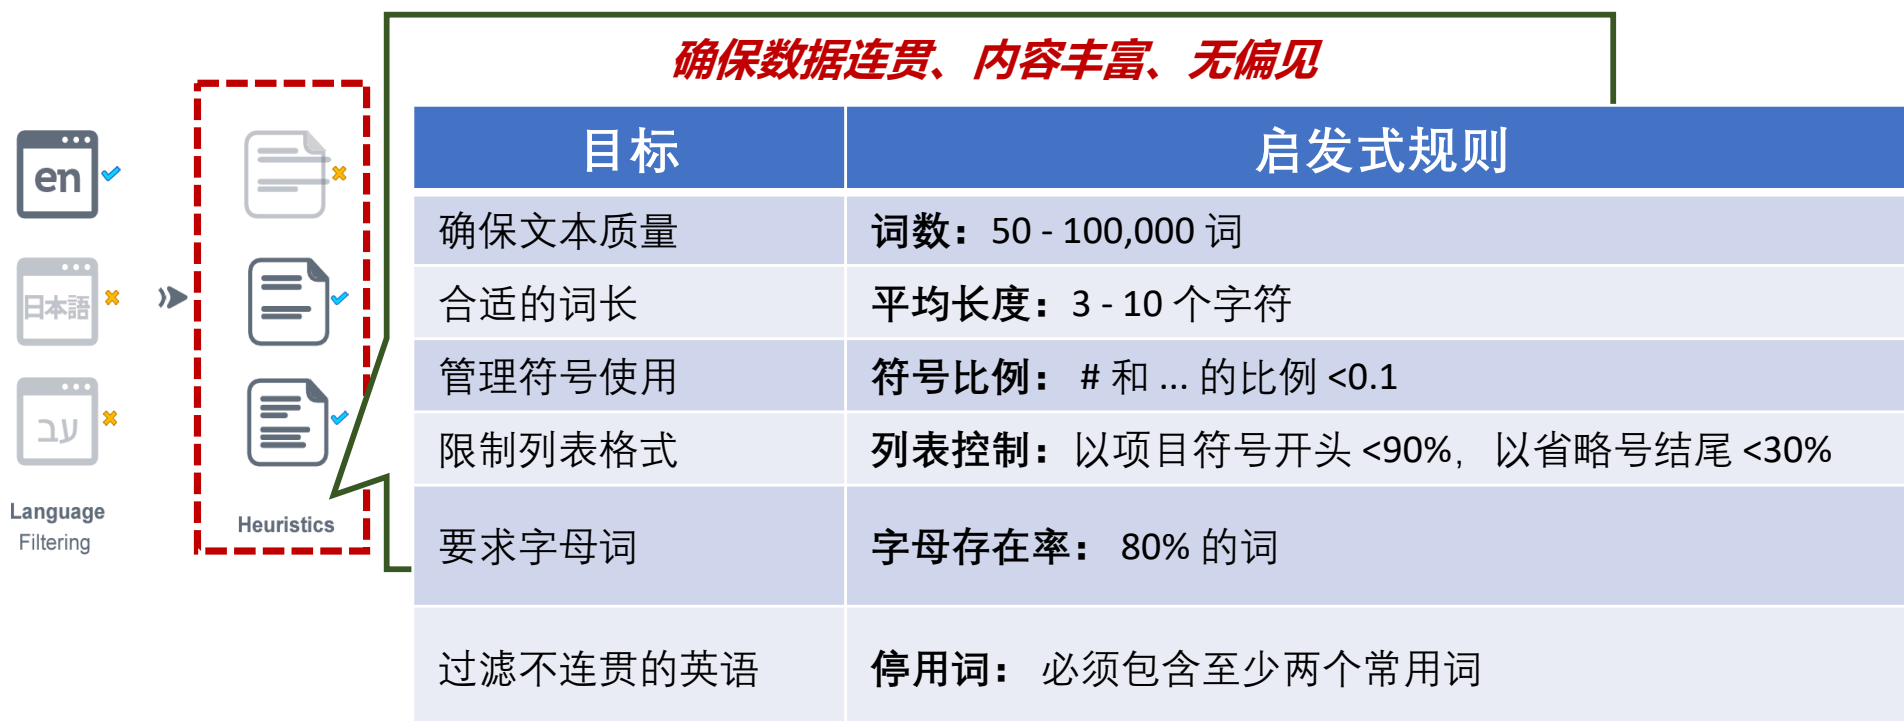 确保数据连贯、内容丰富、无偏见
en
日本語
עב
Language
Filtering
Heuristics
目标
启发式规则
确保文本质量
词数：50 - 100,000 词
合适的词长
平均长度：3 - 10 个字符
管理符号使用
符号比例： # 和 ... 的比例 <0.1
限制列表格式
列表控制：以项目符号开头 <90%，以省略号结尾 <30%
要求字母词
字母存在率： 80% 的词
过滤不连贯的英语
停用词： 必须包含至少两个常用词